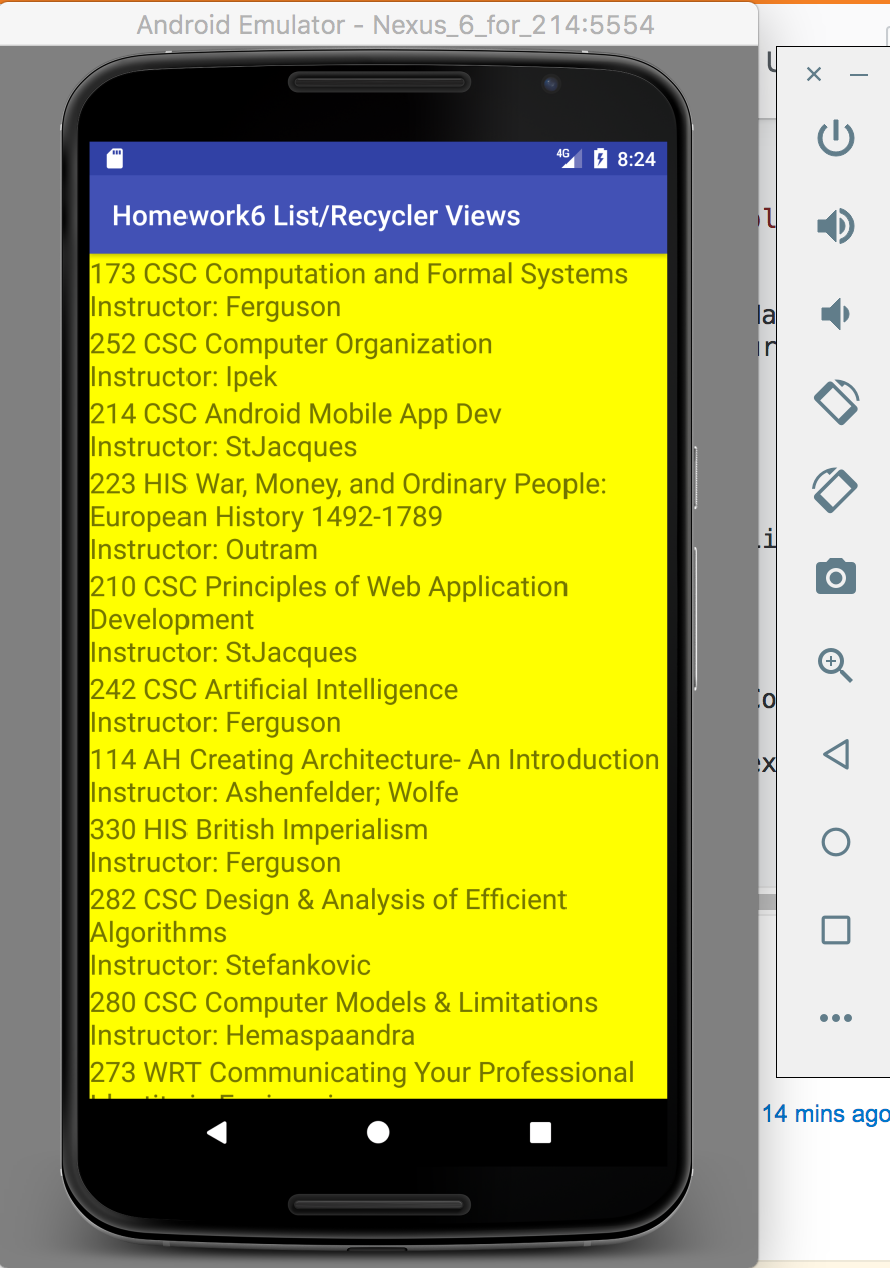 Android Emulator - Nexus_6_for_214:5554
4G 8:24
Homework6 List/Recycler Views
173 CSC Computation and Formal Systems
Instructor: Ferguson
252 CSC Computer Organization
Instructor: Ipek
214 CSC Android Mobile App Dev
Instructor: StJacques
223 HIS War, Money, and Ordinary People:
European History 1492-1789
Instructor: Outram
210 CSC Principles of Web Application
Development
Instructor: StJacques
242 CSC Artificial Intelligence
Instructor: Ferguson
114 AH Creating Architecture- An Introduction
Instructor: Ashenfelder; Wolfe
330 HIS British Imperialism
Instructor: Ferguson
282 CSC Design & Analysis of Efficient
Algorithms
Instructor: Stefankovic
280 CSC Computer Models & Limitations
Instructor: Hemaspaandra
273 WRT Communicating Your Professional
14 mins ago